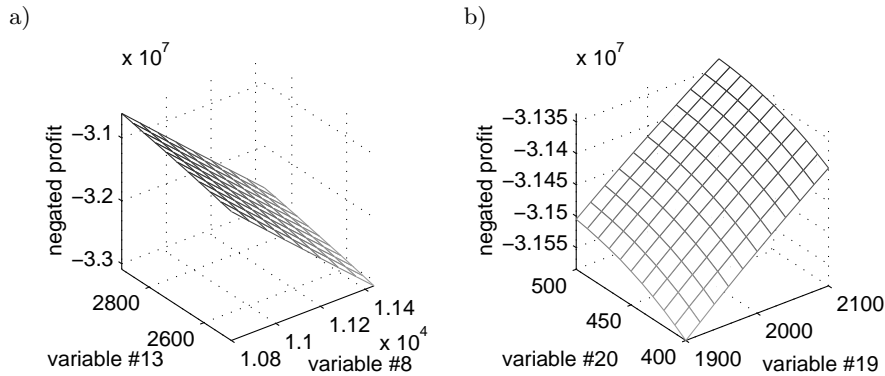 a)
x 10^7
negated profit
−3.1
−3.2
−3.3
2800
2600
variable #13
1.08
1.1
1.12
1.14
x 10^4
variable #8
b)
x 10^7
negated profit
−3.135
−3.14
−3.145
−3.15
−3.155
500
450
400
variable #20
1900
2000
2100
variable #19